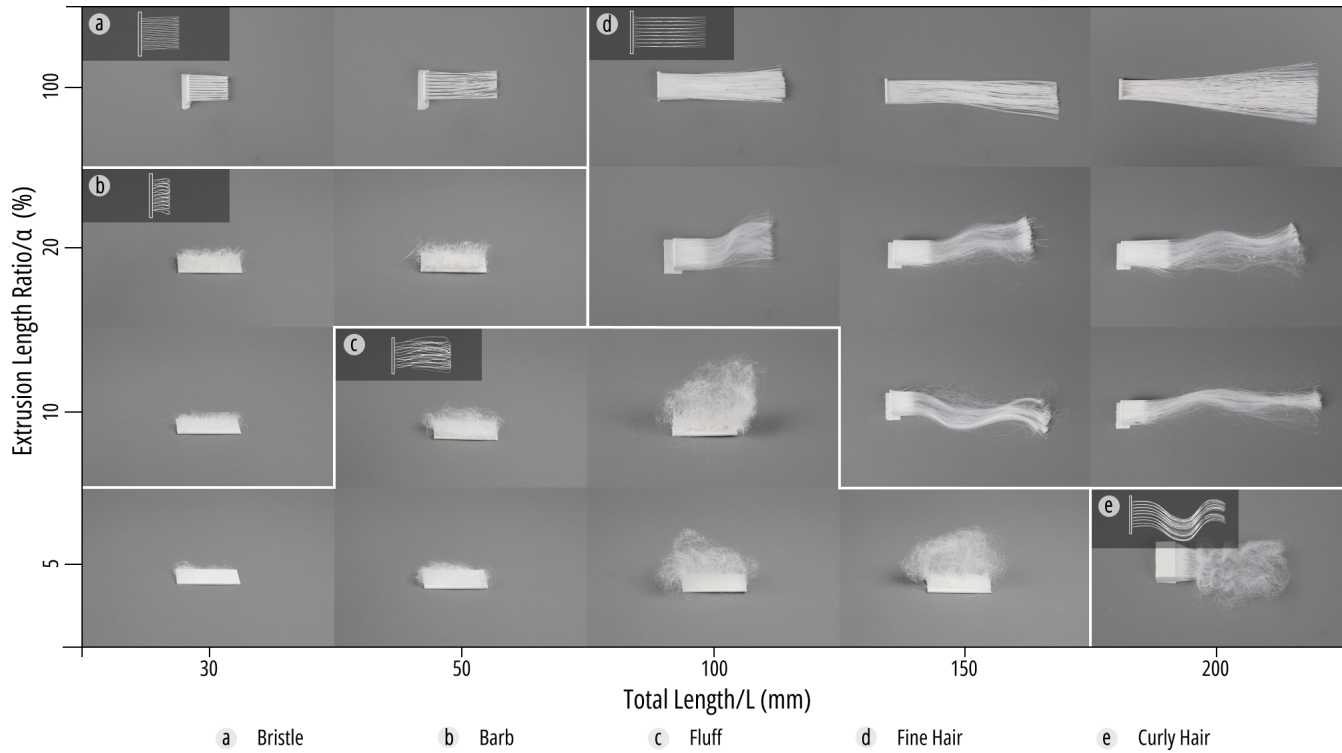 a
d
100
b
20
c
10
e
5
Extrusion Length Ratio/α (%)
30
50
100
150
200
Total Length/L (mm)
a Bristle
b Barb
c Fluff
d Fine Hair
e Curly Hair